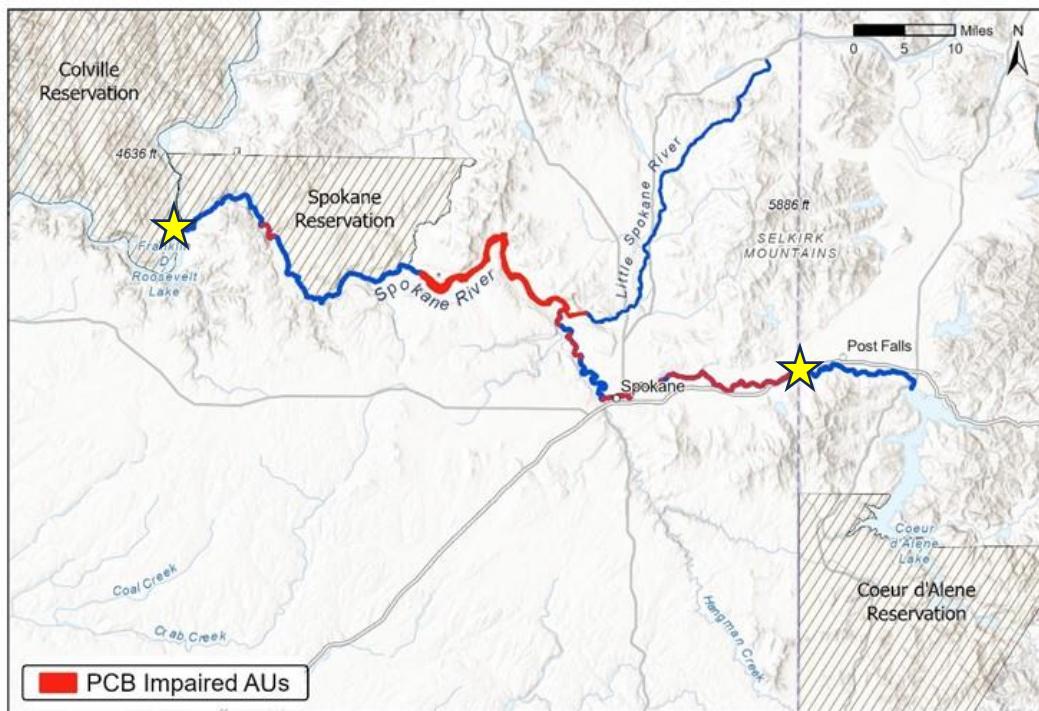 Miles
N
0 5 10
Colville
Reservation
4636 ft
Spokane
Reservation
Little Spokane River
5886 ft
SELKIRK
MOUNTAINS
Franklin
D
Roosevelt
Lake
Spokane River
Post Falls
Spokane
Coeur
d'Alene
Lake
Coeur d'Alene
Reservation
Coal Creek
Crab Creek
Hangman Creek
PCB Impaired AUs